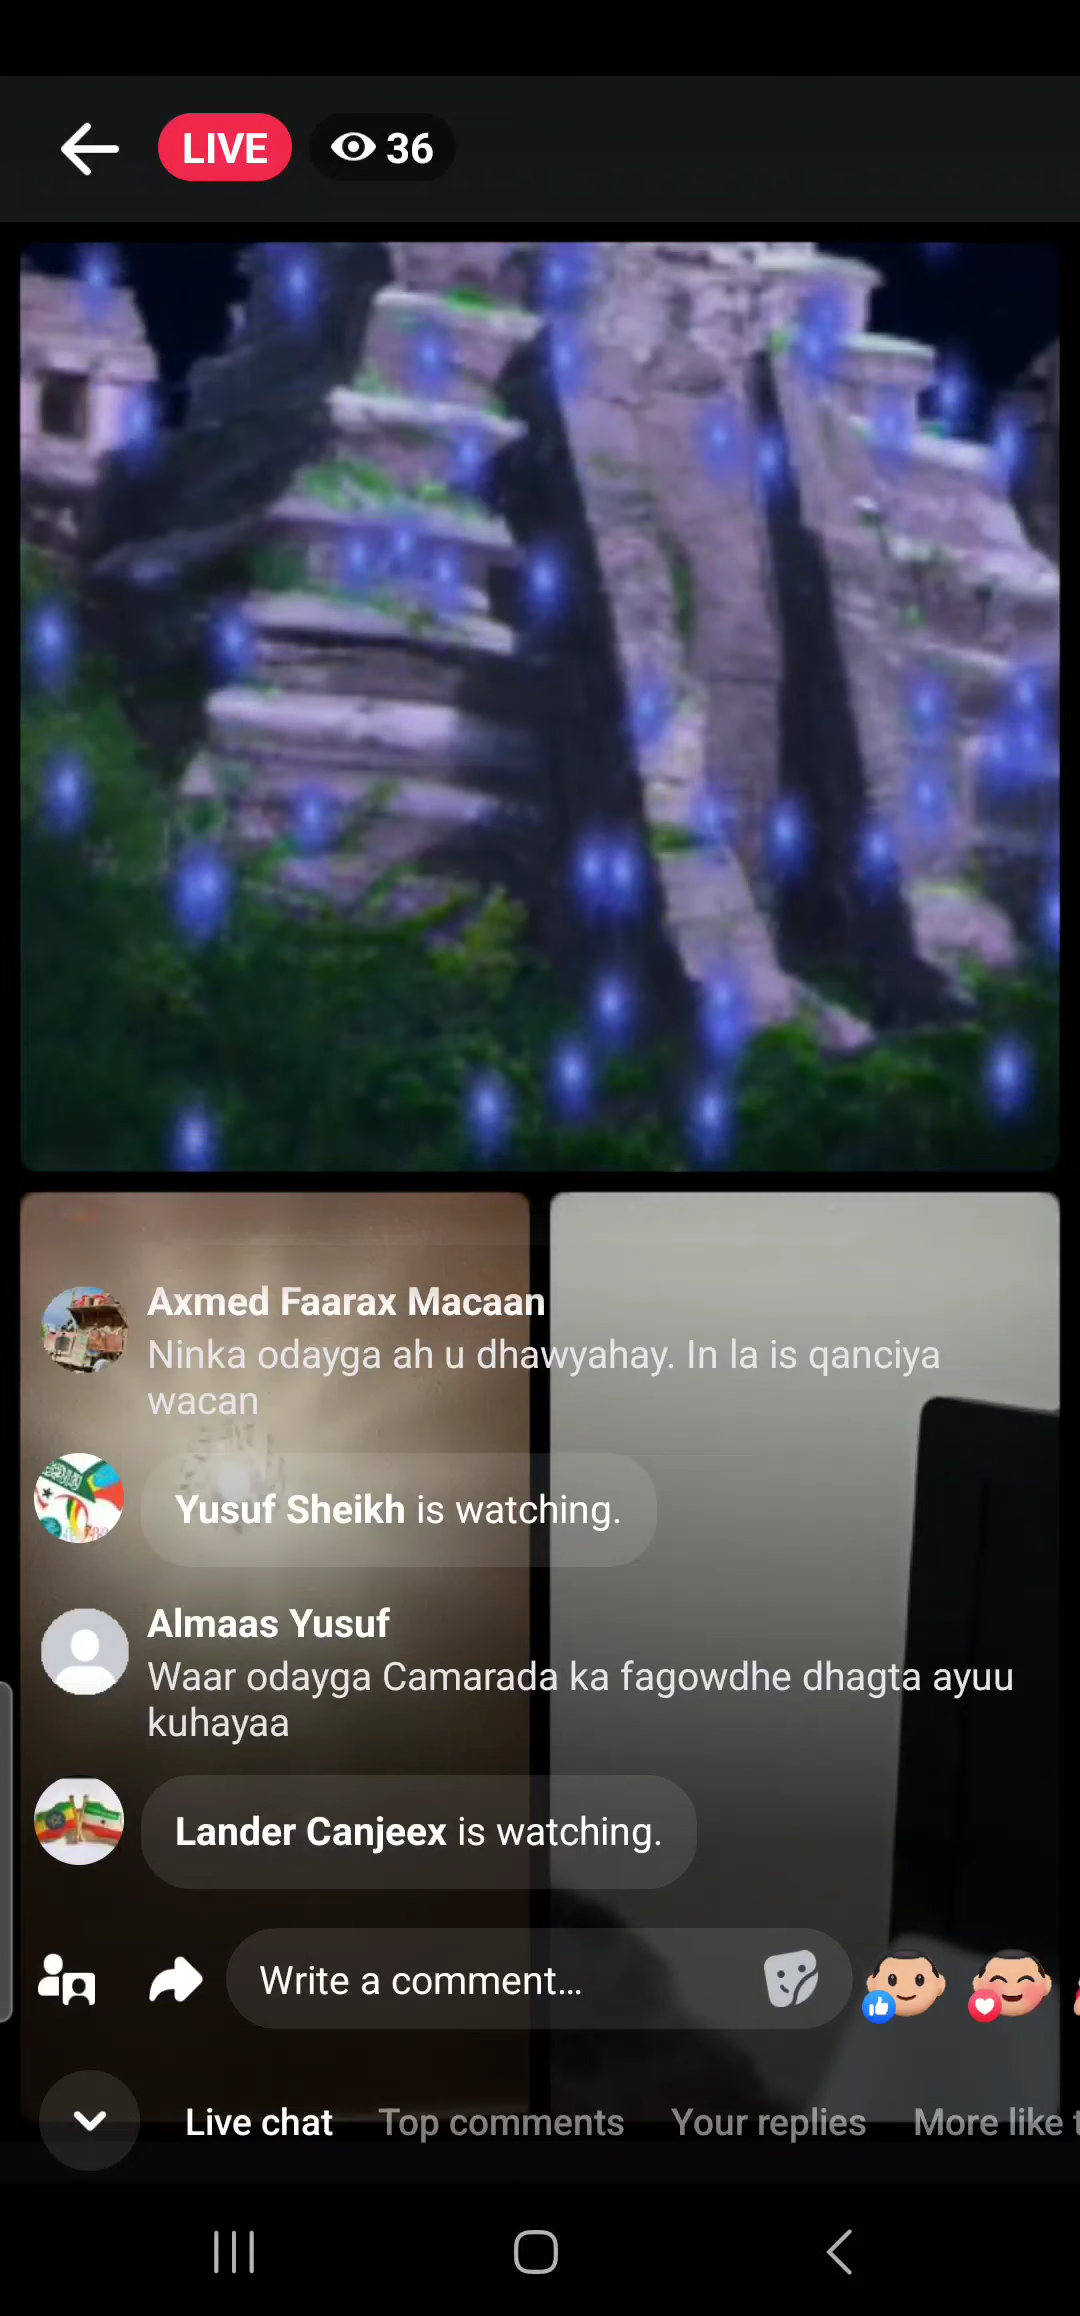 LIVE 36
Axmed Faarax Macaan
Ninka odayga ah u dhawyahay. In la is qanciya
wacan
Yusuf Sheikh is watching.
Almaas Yusuf
Waar odayga Camarada ka fagowdhe dhagta ayuu
kuhayaa
Lander Canjeex is watching.
Write a comment...
Live chat Top comments Your replies More like t